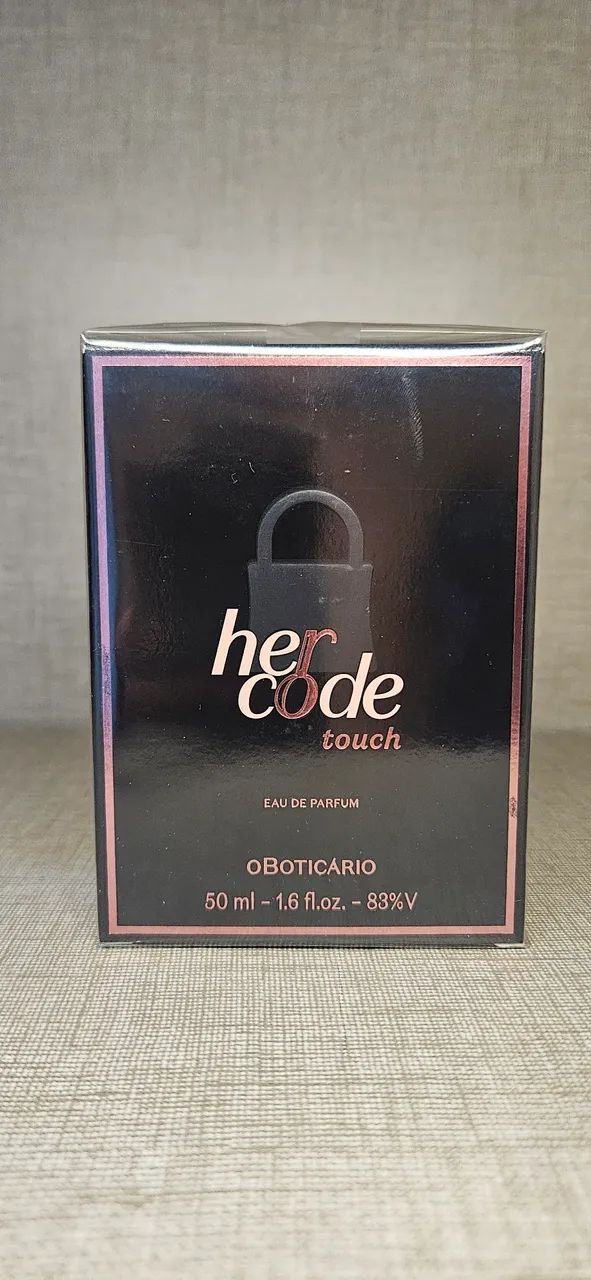 her
code
touch
EAU DE PARFUM
oBOTICÁRIO
50 ml - 1.6 fl.oz. - 83%V